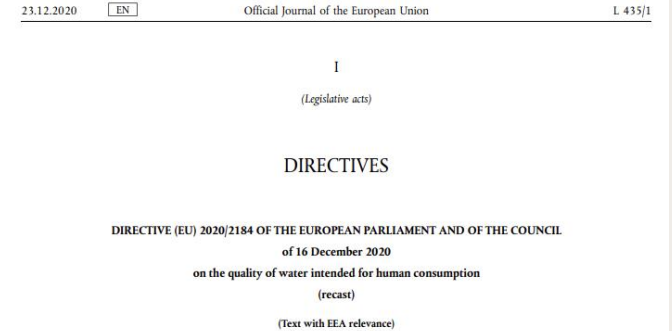 23.12.2020 EN Official Journal of the European Union L 435/1
I
(Legislative acts)
DIRECTIVES
DIRECTIVE (EU) 2020/2184 OF THE EUROPEAN PARLIAMENT AND OF THE COUNCIL
of 16 December 2020
on the quality of water intended for human consumption
(recast)
(Text with EEA relevance)